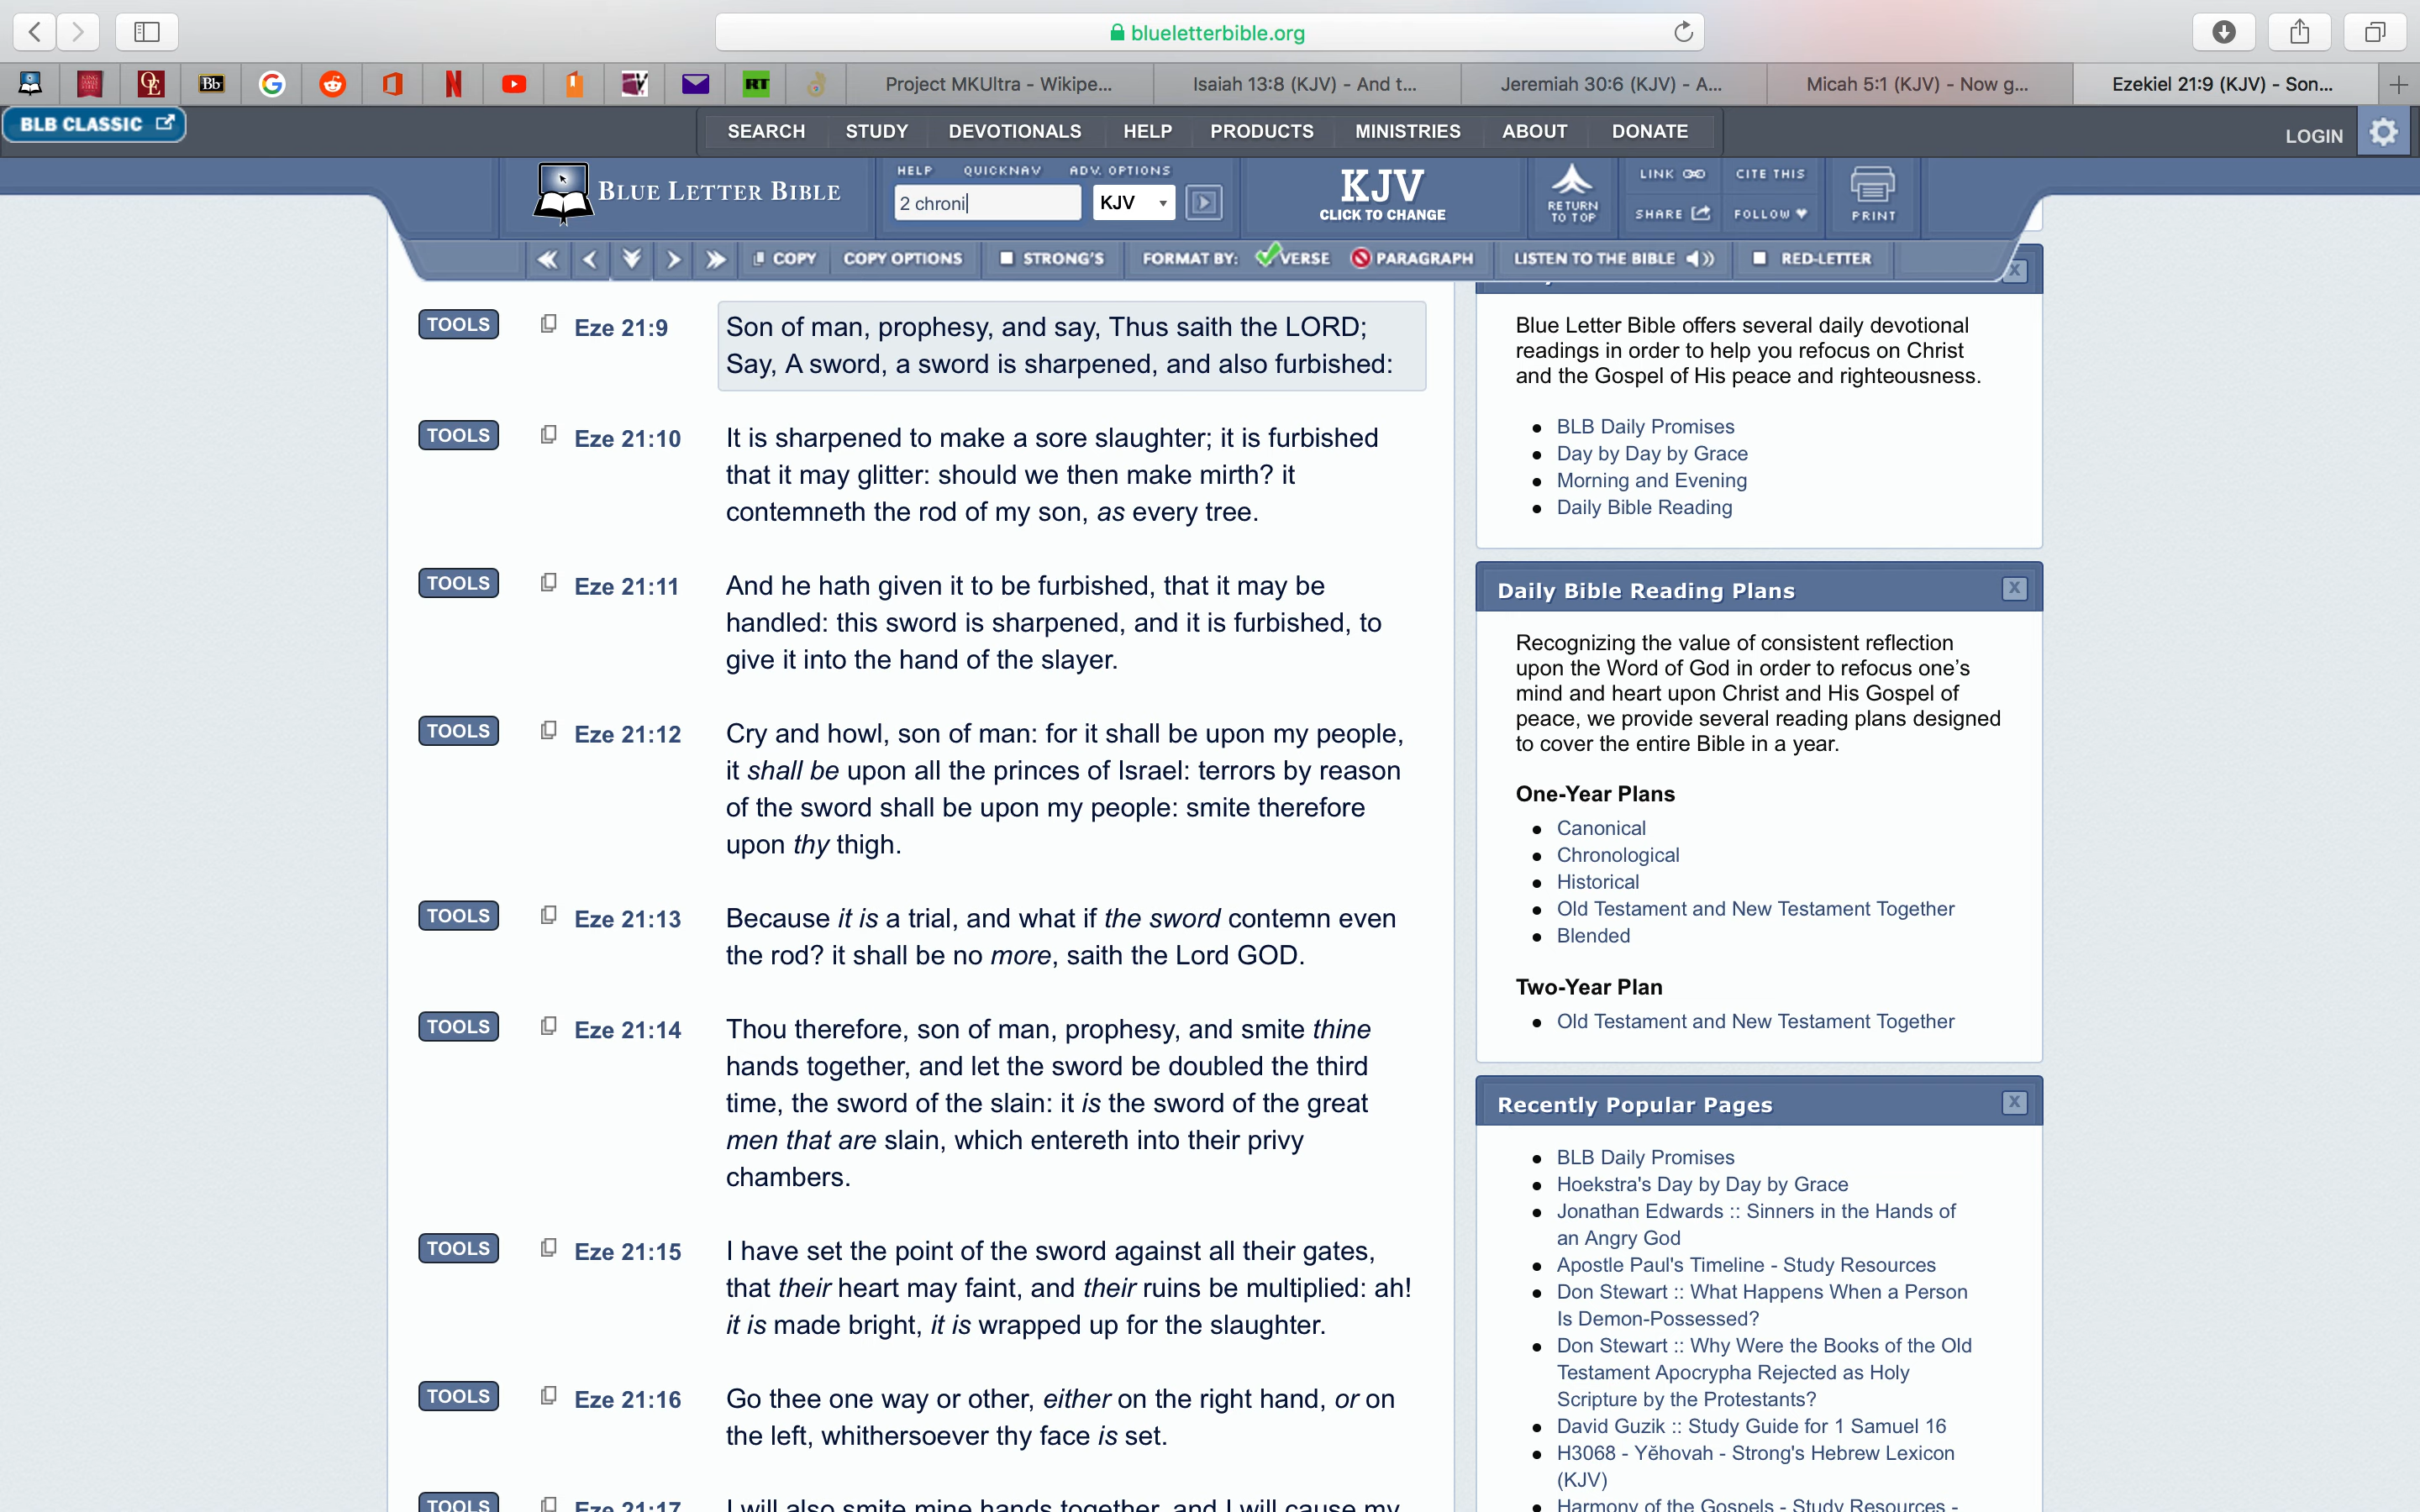 blueletterbible.org
Bb
N
RT
Project MKUltra - Wikipe...
Isaiah 13:8 (KJV) - And t...
Jeremiah 30:6 (KJV) - A...
Micah 5:1 (KJV) - Now g...
Ezekiel 21:9 (KJV) - Son...
BLB CLASSIC
SEARCH STUDY DEVOTIONALS HELP PRODUCTS MINISTRIES ABOUT DONATE
LOGIN
BLUE LETTER BIBLE
HELP QUICKNAV ADV. OPTIONS
2 chroni
KJV
KJV
CLICK TO CHANGE
RETURN
TO TOP
LINK CITE THIS
SHARE FOLLOW
PRINT
COPY COPY OPTIONS STRONG'S FORMAT BY: VERSE PARAGRAPH LISTEN TO THE BIBLE RED-LETTER
TOOLS Eze 21:9 Son of man, prophesy, and say, Thus saith the LORD;
Say, A sword, a sword is sharpened, and also furbished:
TOOLS Eze 21:10 It is sharpened to make a sore slaughter; it is furbished
that it may glitter: should we then make mirth? it
contemneth the rod of my son, as every tree.
TOOLS Eze 21:11 And he hath given it to be furbished, that it may be
handled: this sword is sharpened, and it is furbished, to
give it into the hand of the slayer.
TOOLS Eze 21:12 Cry and howl, son of man: for it shall be upon my people,
it shall be upon all the princes of Israel: terrors by reason
of the sword shall be upon my people: smite therefore
upon thy thigh.
TOOLS Eze 21:13 Because it is a trial, and what if the sword contemn even
the rod? it shall be no more, saith the Lord GOD.
TOOLS Eze 21:14 Thou therefore, son of man, prophesy, and smite thine
hands together, and let the sword be doubled the third
time, the sword of the slain: it is the sword of the great
men that are slain, which entereth into their privy
chambers.
TOOLS Eze 21:15 I have set the point of the sword against all their gates,
that their heart may faint, and their ruins be multiplied: ah!
it is made bright, it is wrapped up for the slaughter.
TOOLS Eze 21:16 Go thee one way or other, either on the right hand, or on
the left, whithersoever thy face is set.
TOOLS Eze 21:17 I will also smite mine hands together, and I will cause my
X
Blue Letter Bible offers several daily devotional
readings in order to help you refocus on Christ
and the Gospel of His peace and righteousness.
BLB Daily Promises
Day by Day by Grace
Morning and Evening
Daily Bible Reading
Daily Bible Reading Plans X
Recognizing the value of consistent reflection
upon the Word of God in order to refocus one's
mind and heart upon Christ and His Gospel of
peace, we provide several reading plans designed
to cover the entire Bible in a year.
One-Year Plans
Canonical
Chronological
Historical
Old Testament and New Testament Together
Blended
Two-Year Plan
Old Testament and New Testament Together
Recently Popular Pages X
BLB Daily Promises
Hoekstra's Day by Day by Grace
Jonathan Edwards :: Sinners in the Hands of
an Angry God
Apostle Paul's Timeline - Study Resources
Don Stewart :: What Happens When a Person
Is Demon-Possessed?
Don Stewart :: Why Were the Books of the Old
Testament Apocrypha Rejected as Holy
Scripture by the Protestants?
David Guzik :: Study Guide for 1 Samuel 16
H3068 - Yĕhovah - Strong's Hebrew Lexicon
(KJV)
Harmony of the Gospels - Study Resources -